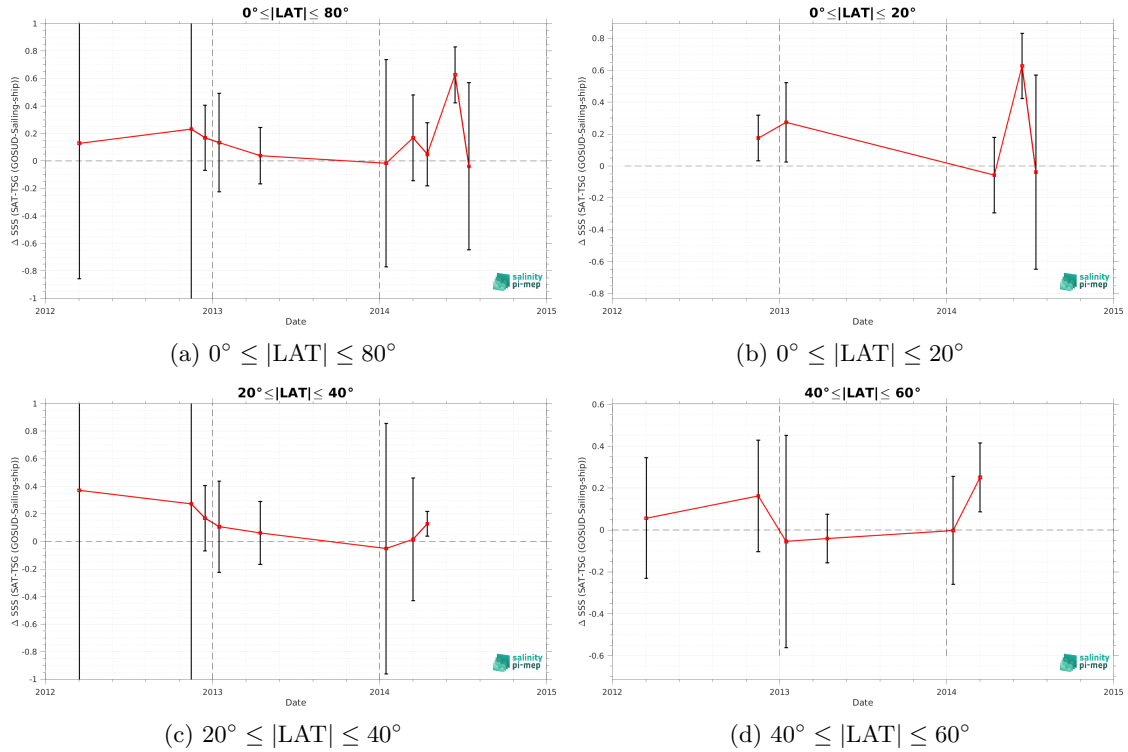 0°≤|LAT|≤ 80°
Δ SSS (SAT-TSG (GOSUD-Sailing-ship))
1
0.8
0.6
0.4
0.2
0
-0.2
-0.4
-0.6
-0.8
-1
2012
2013
2014
2015
Date
salinity
pi-mep
(a) 0° ≤ |LAT| ≤ 80°
0°≤|LAT|≤ 20°
Δ SSS (SAT-TSG (GOSUD-Sailing-ship))
0.8
0.6
0.4
0.2
0
-0.2
-0.4
-0.6
-0.8
2012
2013
2014
2015
Date
salinity
pi-mep
(b) 0° ≤ |LAT| ≤ 20°
20°≤|LAT|≤ 40°
Δ SSS (SAT-TSG (GOSUD-Sailing-ship))
1
0.8
0.6
0.4
0.2
0
-0.2
-0.4
-0.6
-0.8
-1
2012
2013
2014
2015
Date
salinity
pi-mep
(c) 20° ≤ |LAT| ≤ 40°
40°≤|LAT|≤ 60°
Δ SSS (SAT-TSG (GOSUD-Sailing-ship))
0.6
0.4
0.2
0
-0.2
-0.4
-0.6
2012
2013
2014
2015
Date
salinity
pi-mep
(d) 40° ≤ |LAT| ≤ 60°